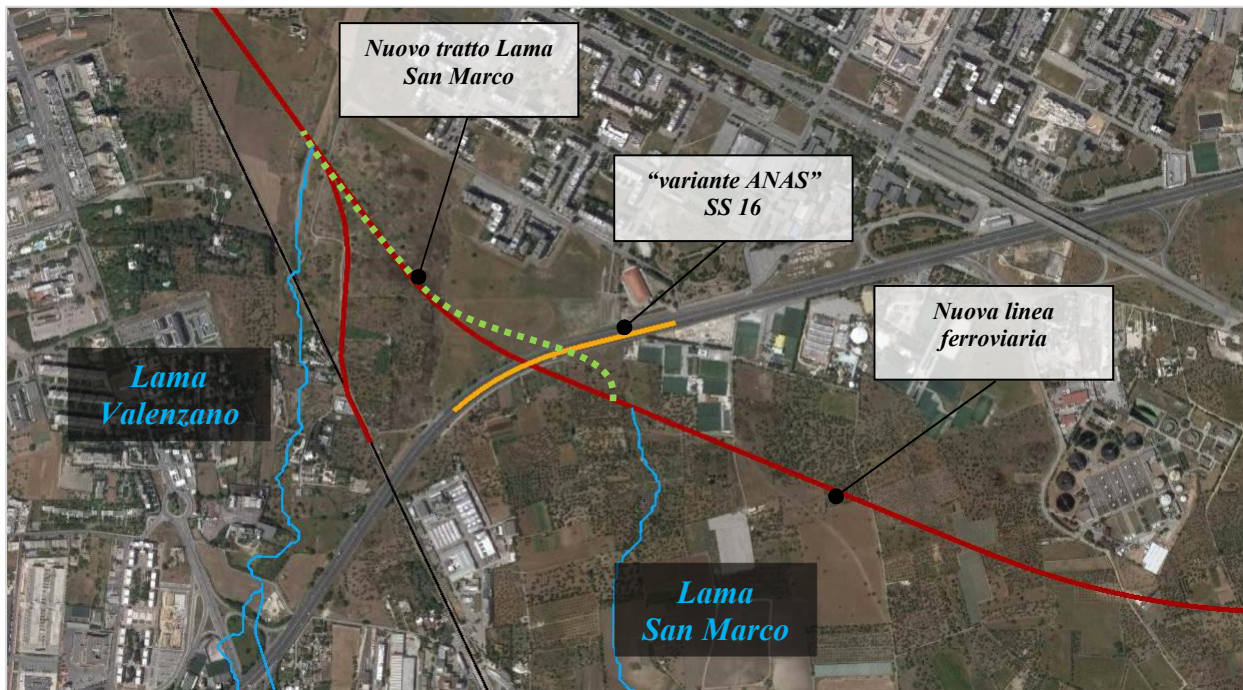 Nuovo tratto Lama
San Marco
“variante ANAS”
SS 16
Nuova linea
ferroviaria
Lama
Valenzano
Lama
San Marco